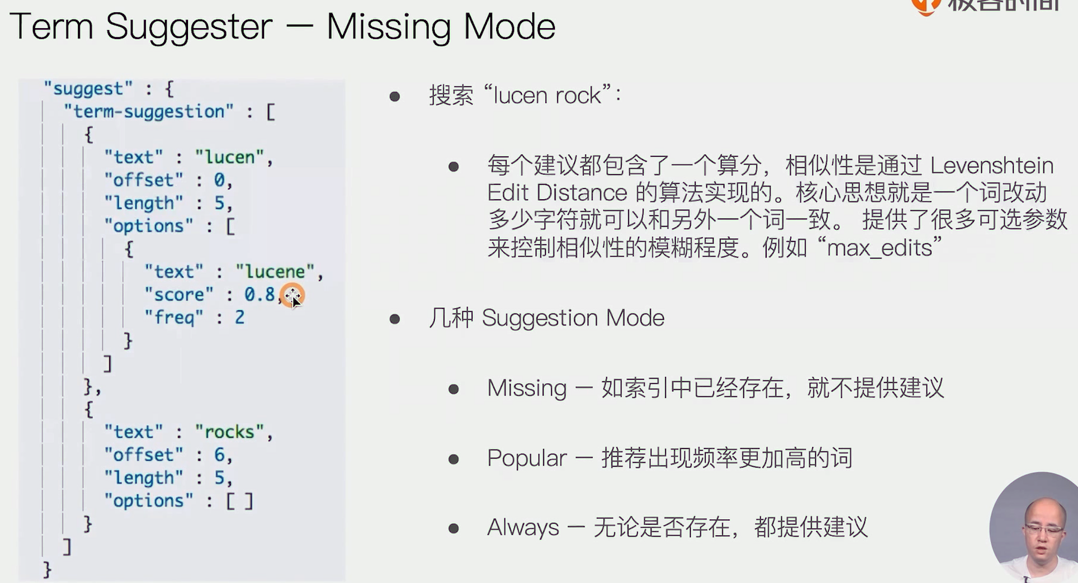 极客时间
Term Suggester – Missing Mode
"suggest" : {
"term-suggestion" : [
{
"text" : "lucen",
"offset" : 0,
"length" : 5,
"options" : [
{
"text" : "lucene",
"score" : 0.8,
"freq" : 2
}
]
},
{
"text" : "rocks",
"offset" : 6,
"length" : 5,
"options" : [ ]
}
]
}
● 搜索 “lucen rock”：
● 每个建议都包含了一个算分，相似性是通过 Levenshtein
Edit Distance 的算法实现的。核心思想就是一个词改动
多少字符就可以和另外一个词一致。 提供了很多可选参数
来控制相似性的模糊程度。例如 “max_edits”
● 几种 Suggestion Mode
● Missing – 如索引中已经存在，就不提供建议
● Popular – 推荐出现频率更加高的词
● Always – 无论是否存在，都提供建议